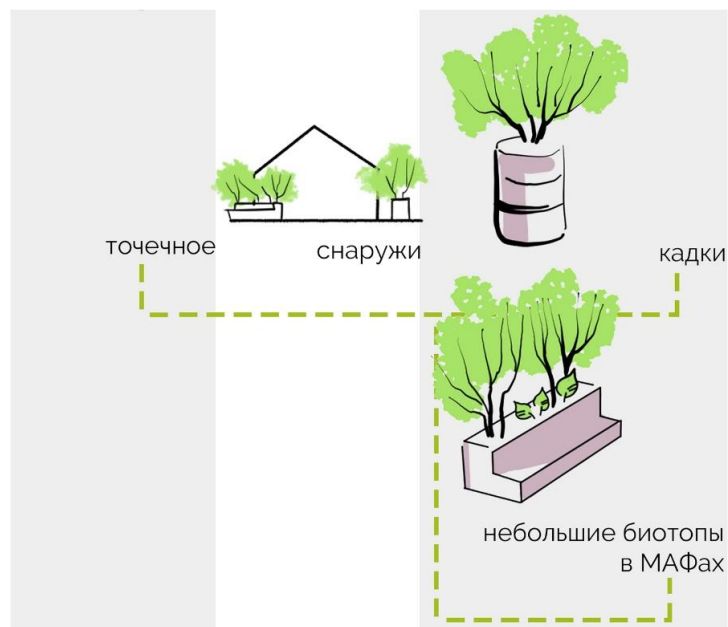 точечное
снаружи
кадки
небольшие биотопы
в МАФах